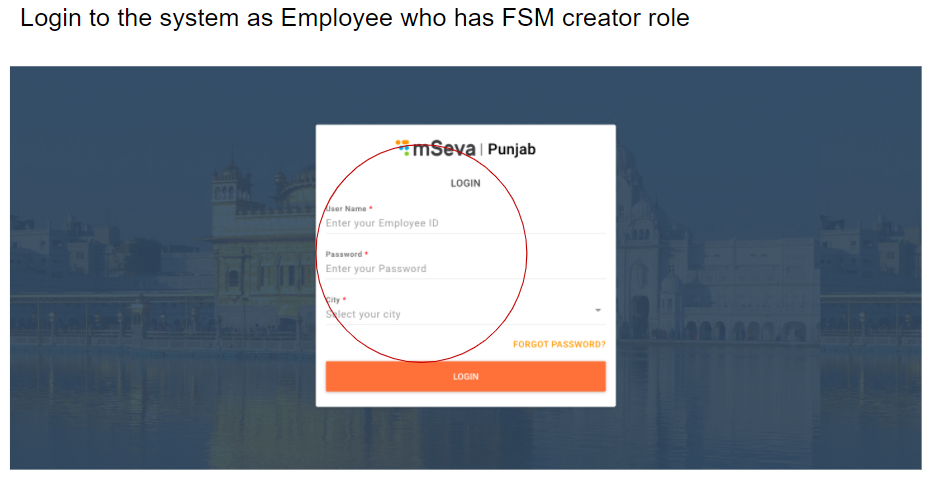 Login to the system as Employee who has FSM creator role
mSeva | Punjab
LOGIN
User Name *
Enter your Employee ID
Password *
Enter your Password
City *
Select your city
FORGOT PASSWORD?
LOGIN